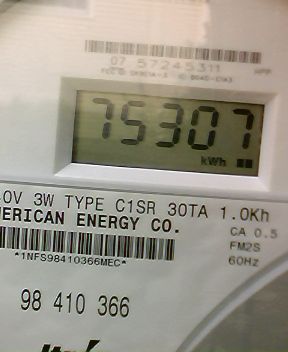 07 57245311
75307
kWh
0V 3W TYPE C1SR 30TA 1.0Kh
ERICAN ENERGY CO.
CA 0.5
FM2S
60Hz
*1NFS98410366MEC*
98 410 366